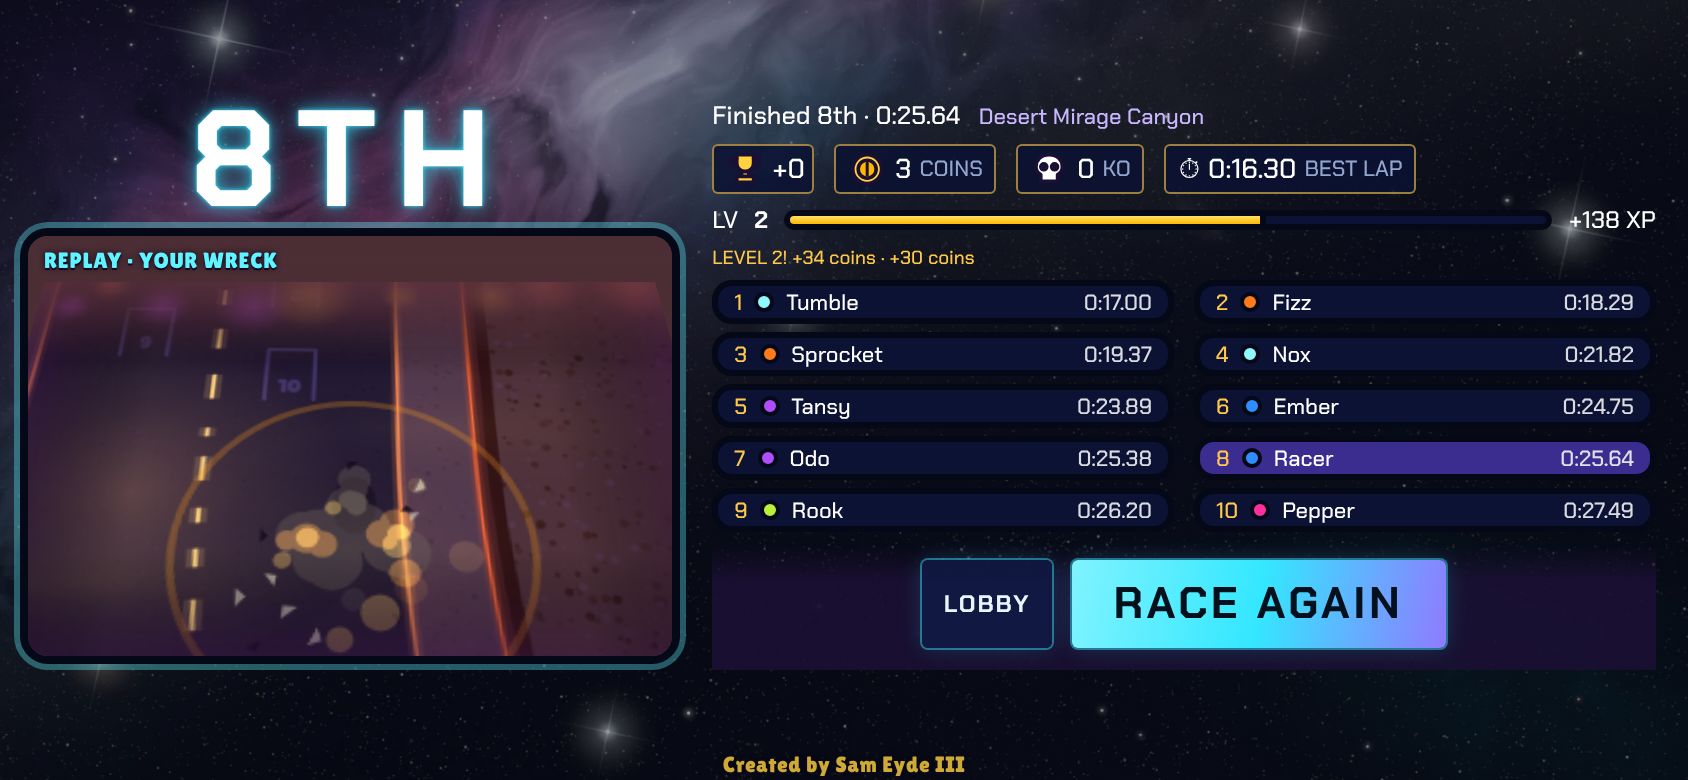 8TH
REPLAY · YOUR WRECK
9
10
Finished 8th · 0:25.64 Desert Mirage Canyon
+0 3 COINS 0 KO 0:16.30 BEST LAP
LV 2 +138 XP
LEVEL 2! +34 coins · +30 coins
1 Tumble 0:17.00
2 Fizz 0:18.29
3 Sprocket 0:19.37
4 Nox 0:21.82
5 Tansy 0:23.89
6 Ember 0:24.75
7 Odo 0:25.38
8 Racer 0:25.64
9 Rook 0:26.20
10 Pepper 0:27.49
LOBBY
RACE AGAIN
Created by Sam Eyde III